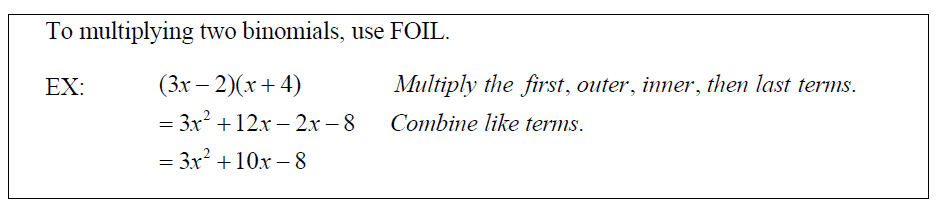 To multiplying two binomials, use FOIL.
EX: (3x – 2)(x + 4) Multiply the first, outer, inner, then last terms.
= 3x² + 12x – 2x – 8 Combine like terms.
= 3x² + 10x – 8